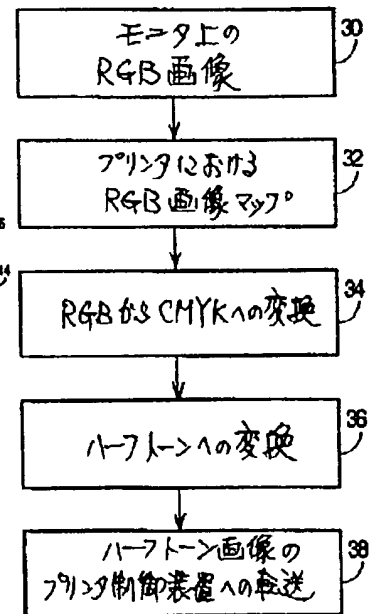 モニタ上の 30
RGB画像
プリンタにおける 32
RGB画像マップ
RGBからCMYKへの変換 34
ハーフトーンへの変換 36
ハーフトーン画像の 38
プリンタ制御装置への転送